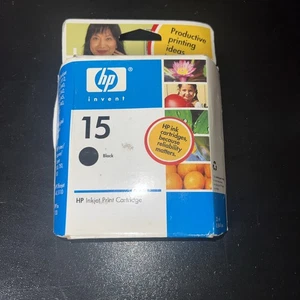 Productive
printing
ideas
hp
invent
15
Black
HP ink
cartridges,
because
reliability
matters.
HP Inkjet Print Cartridge